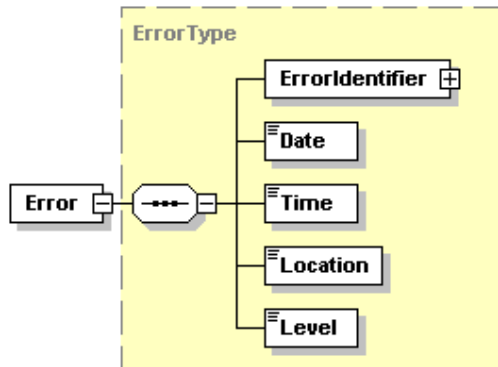 ErrorType
ErrorIdentifier
Date
Error
Time
Location
Level